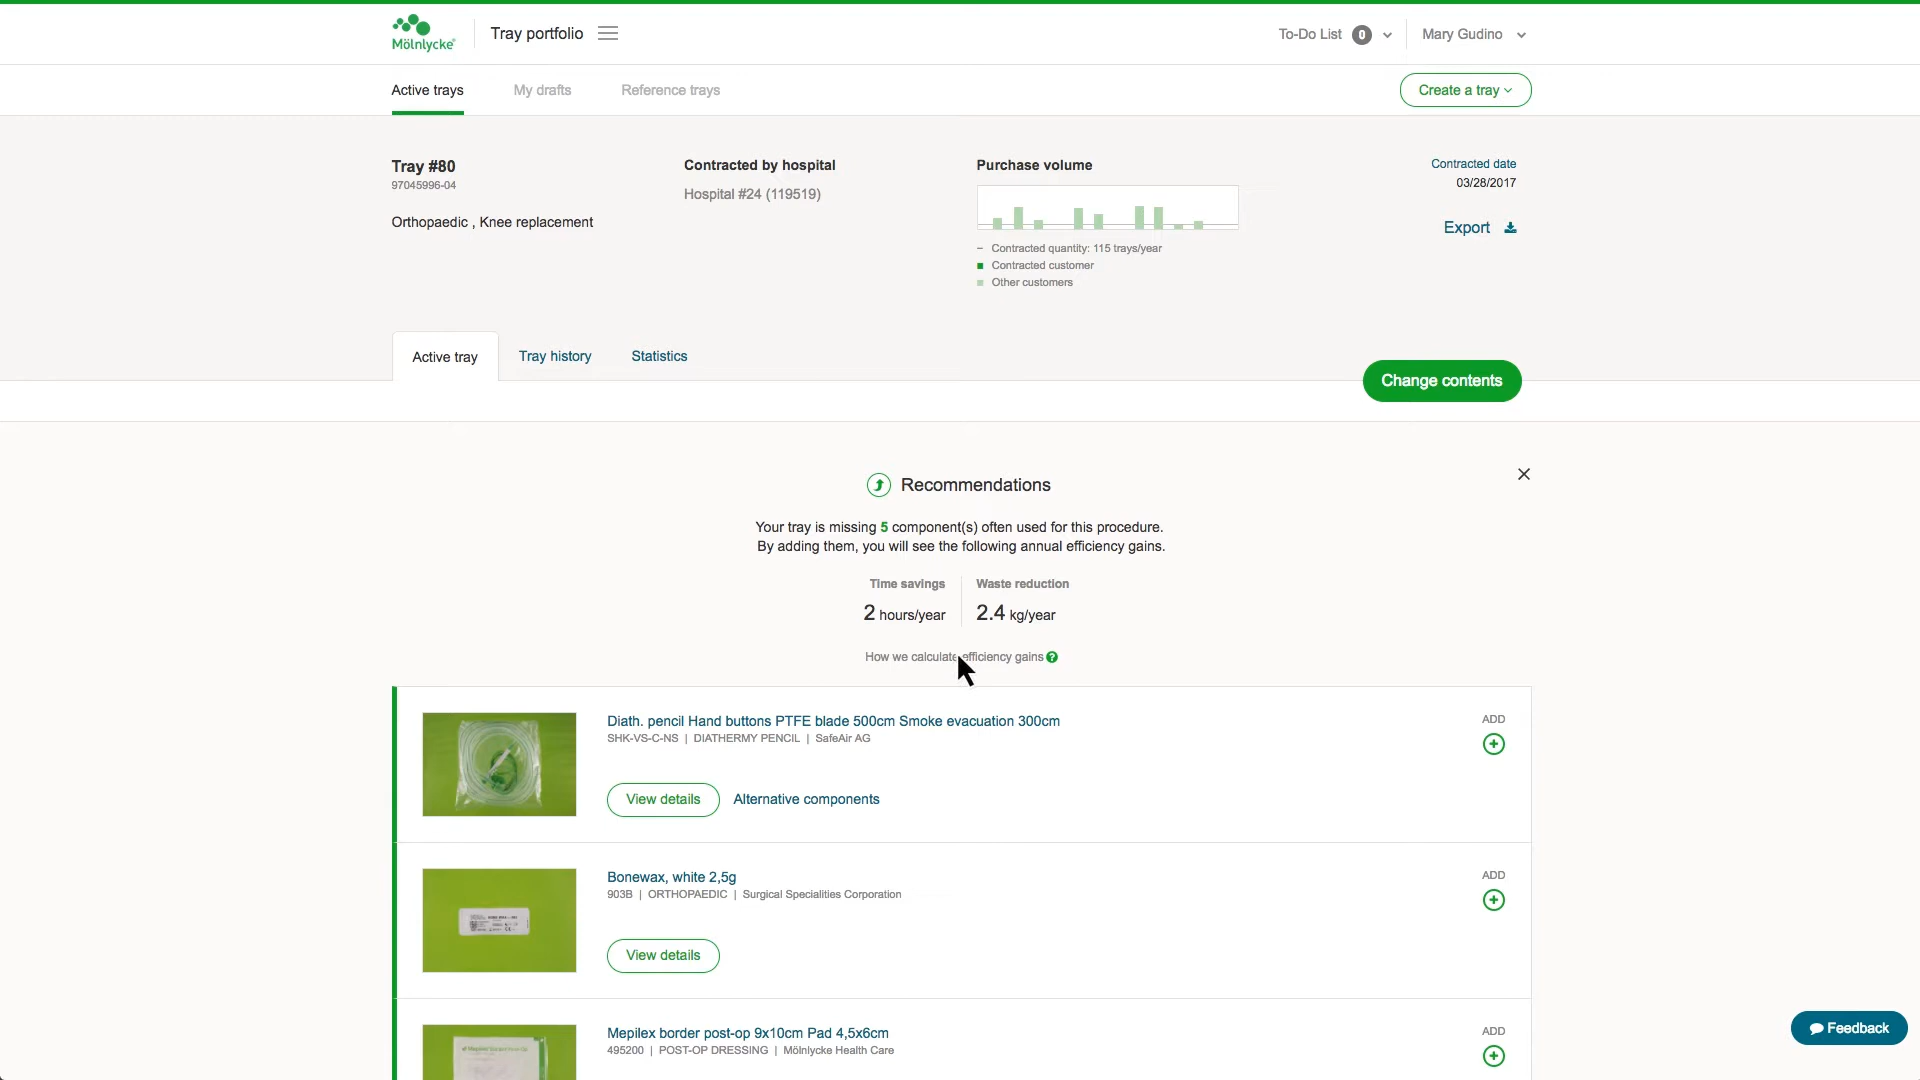 Mölnlycke
Tray portfolio
To-Do List 0
Mary Gudino
Active trays
My drafts
Reference trays
Create a tray
Tray #80
97045996-04
Orthopaedic , Knee replacement
Contracted by hospital
Hospital #24 (119519)
Purchase volume
Contracted quantity: 115 trays/year
Contracted customer
Other customers
Contracted date
03/28/2017
Export
Active tray
Tray history
Statistics
Change contents
Recommendations
Your tray is missing 5 component(s) often used for this procedure.
By adding them, you will see the following annual efficiency gains.
Time savings
2 hours/year
Waste reduction
2.4 kg/year
How we calculate efficiency gains ?
Diath. pencil Hand buttons PTFE blade 500cm Smoke evacuation 300cm
SHK-VS-C-NS | DIATHERMY PENCIL | SafeAir AG
ADD
View details
Alternative components
Bonewax, white 2,5g
903B | ORTHOPAEDIC | Surgical Specialities Corporation
ADD
View details
Mepilex border post-op 9x10cm Pad 4,5x6cm
495200 | POST-OP DRESSING | Mölnlycke Health Care
ADD
Feedback